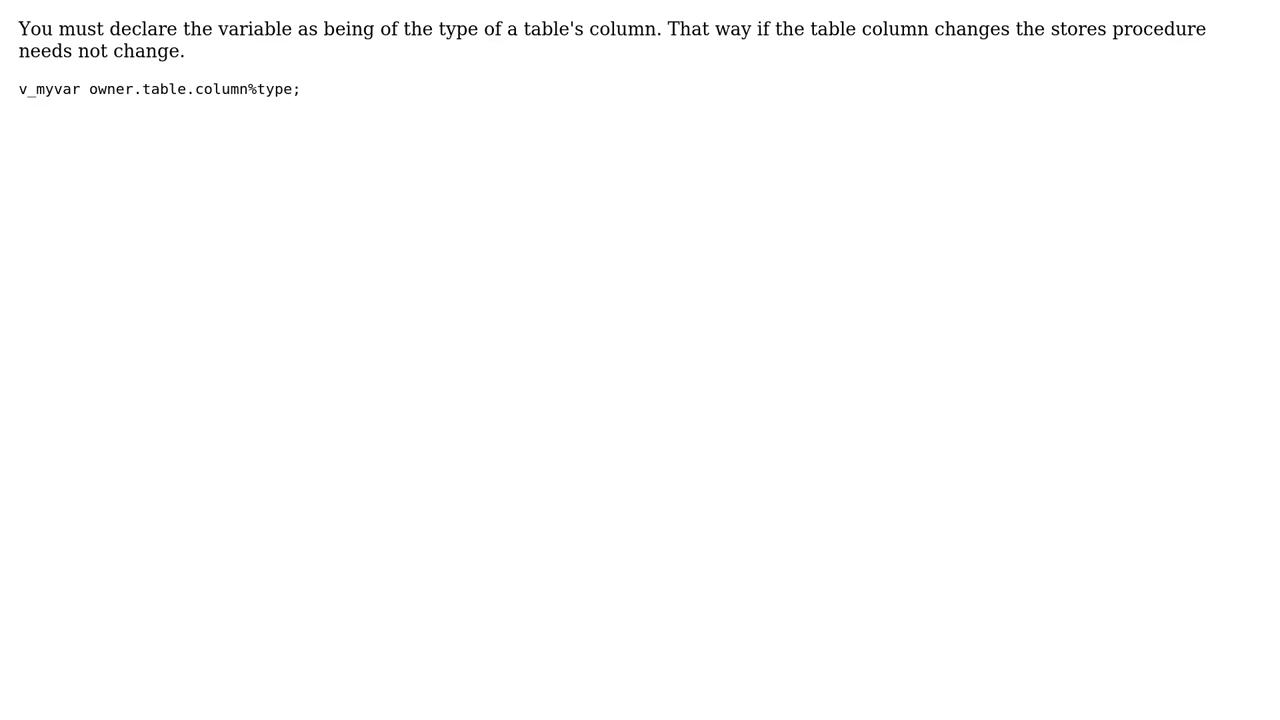 You must declare the variable as being of the type of a table's column. That way if the table column changes the stores procedure
needs not change.
v_myvar owner.table.column%type;